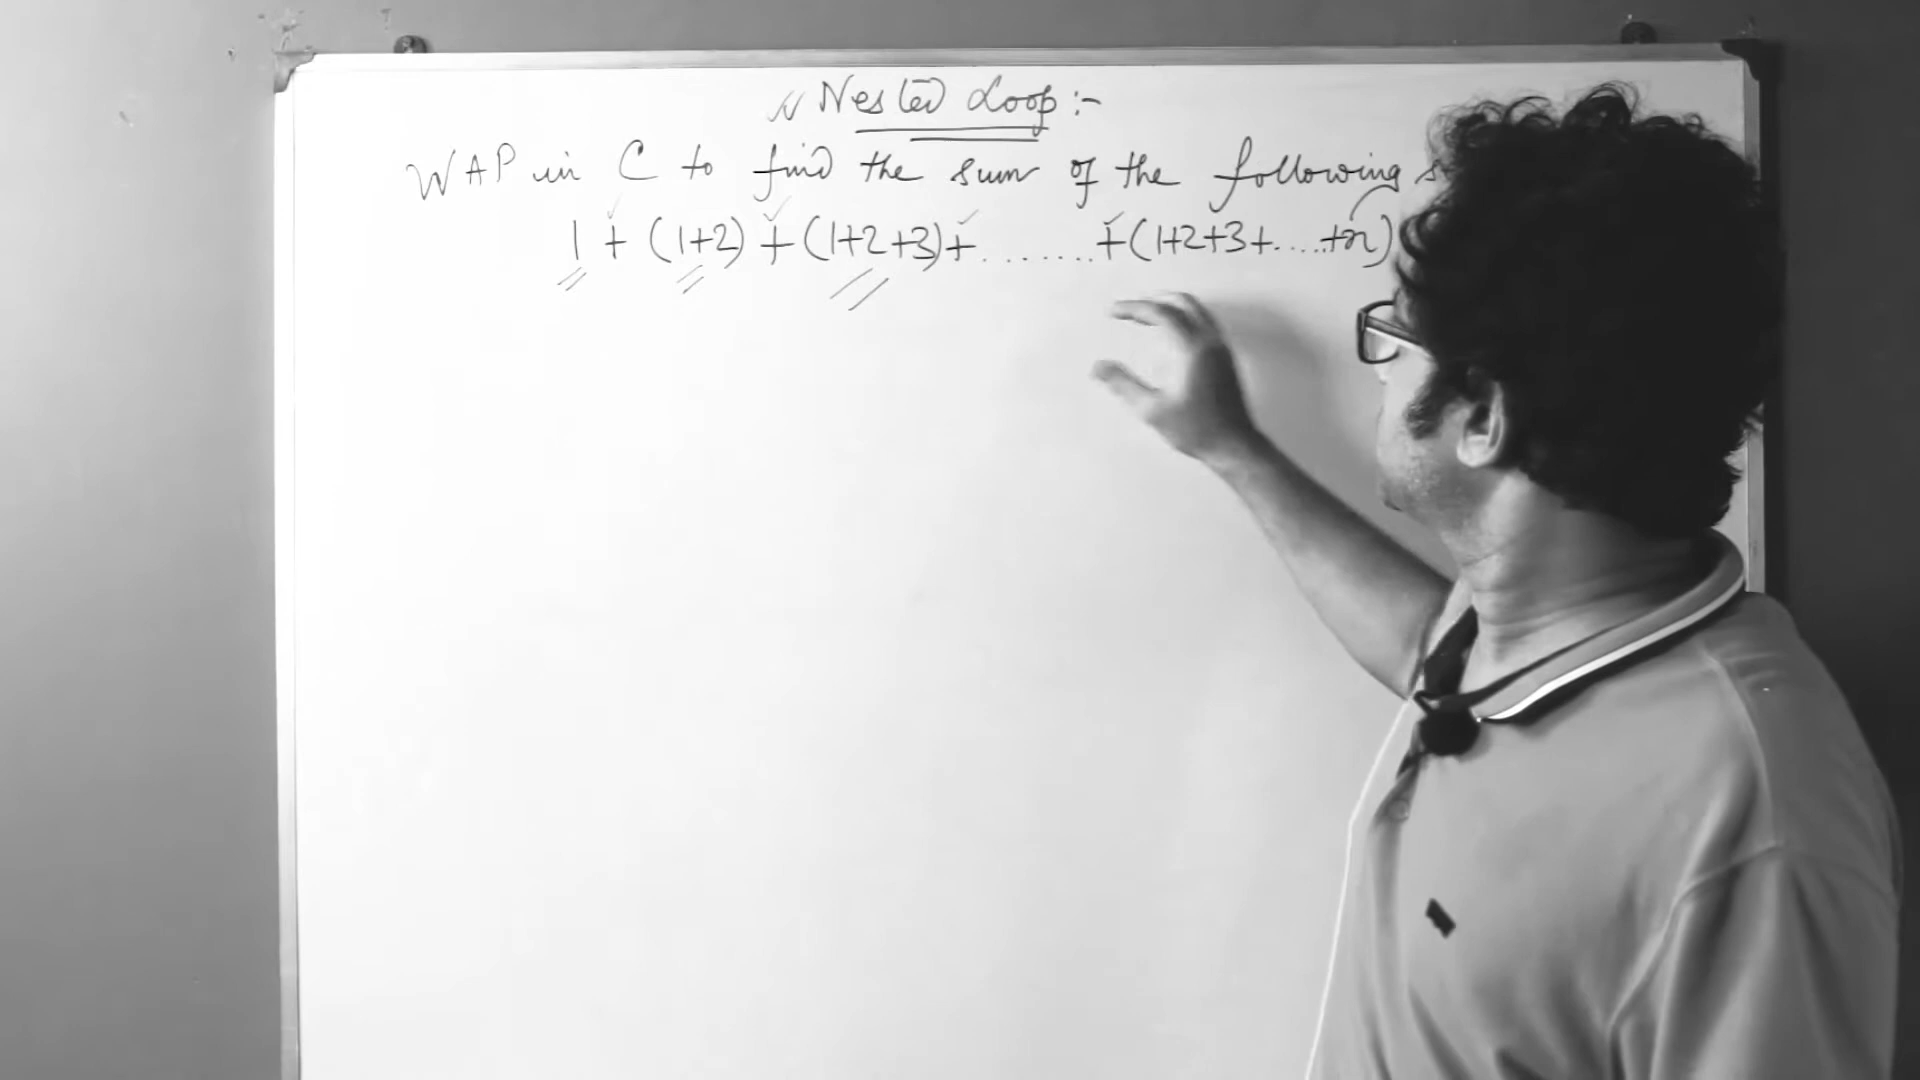 Nested Loop :-
WAP in C to find the sum of the following
1 + (1+2) + (1+2+3)+.......+(1+2+3+....+n)